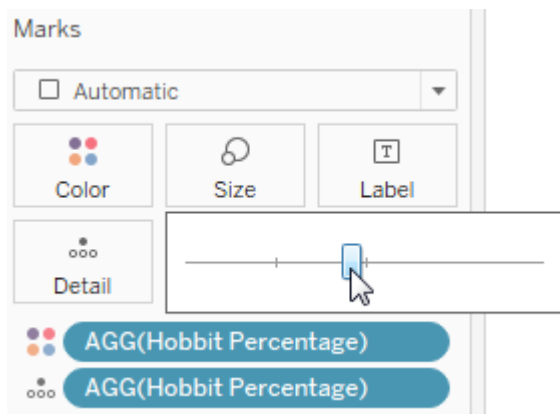 Marks
Automatic
Color Size Label
T
Detail
AGG(Hobbit Percentage)
AGG(Hobbit Percentage)